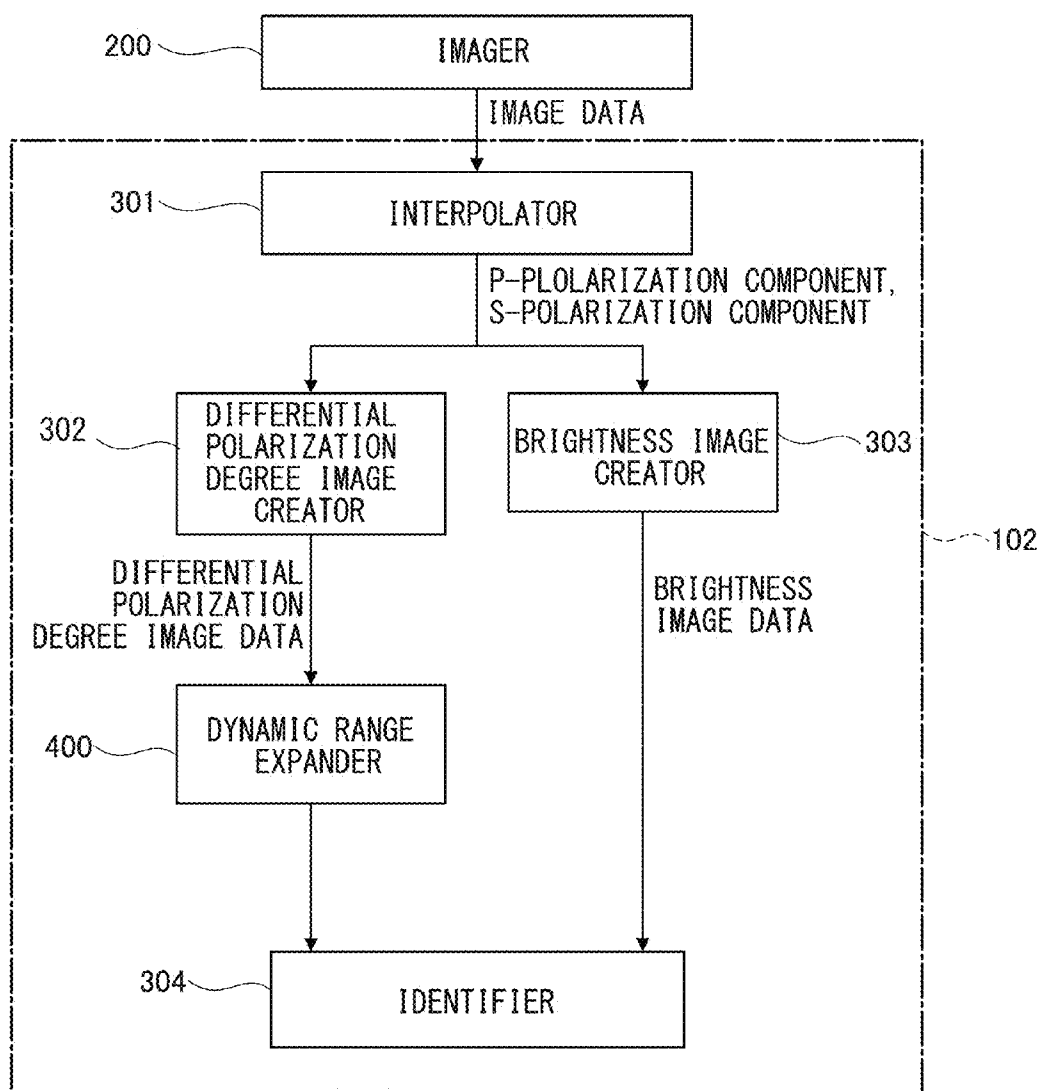 200
IMAGER
IMAGE DATA
301
INTERPOLATOR
P-PLOLARIZATION COMPONENT,
S-POLARIZATION COMPONENT
302
DIFFERENTIAL
POLARIZATION
DEGREE IMAGE
CREATOR
BRIGHTNESS IMAGE
CREATOR
303
102
DIFFERENTIAL
POLARIZATION
DEGREE IMAGE DATA
BRIGHTNESS
IMAGE DATA
400
DYNAMIC RANGE
EXPANDER
304
IDENTIFIER